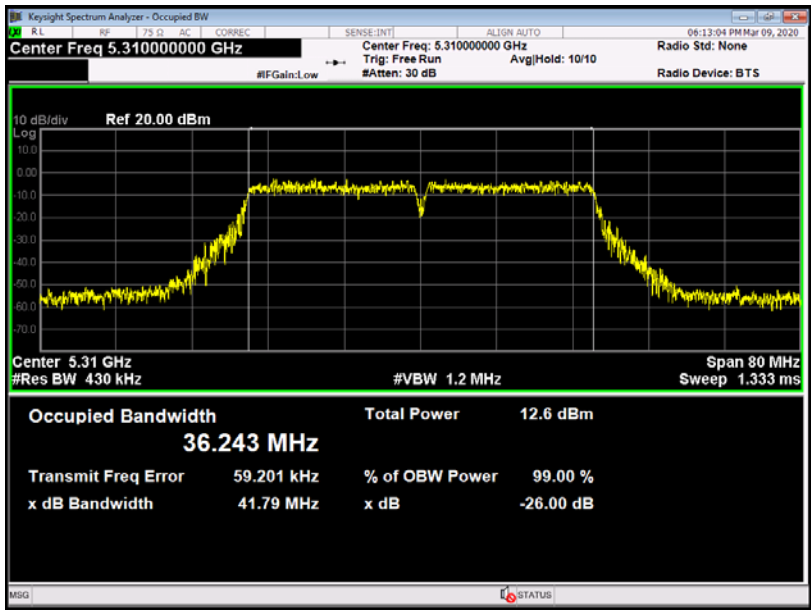 Keysight Spectrum Analyzer - Occupied BW
RL RF 75 Ω AC CORREC SENSE:INT ALIGN AUTO 06:13:04 PM Mar 09, 2020
Center Freq 5.310000000 GHz Center Freq: 5.310000000 GHz Radio Std: None
Trig: Free Run Avg|Hold: 10/10
#IFGain:Low #Atten: 30 dB Radio Device: BTS
10 dB/div Ref 20.00 dBm
Log
10.0
0.00
-10.0
-20.0
-30.0
-40.0
-50.0
-60.0
-70.0
Center 5.31 GHz Span 80 MHz
#Res BW 430 kHz #VBW 1.2 MHz Sweep 1.333 ms
Occupied Bandwidth Total Power 12.6 dBm
36.243 MHz
Transmit Freq Error 59.201 kHz % of OBW Power 99.00 %
x dB Bandwidth 41.79 MHz x dB -26.00 dB
MSG STATUS